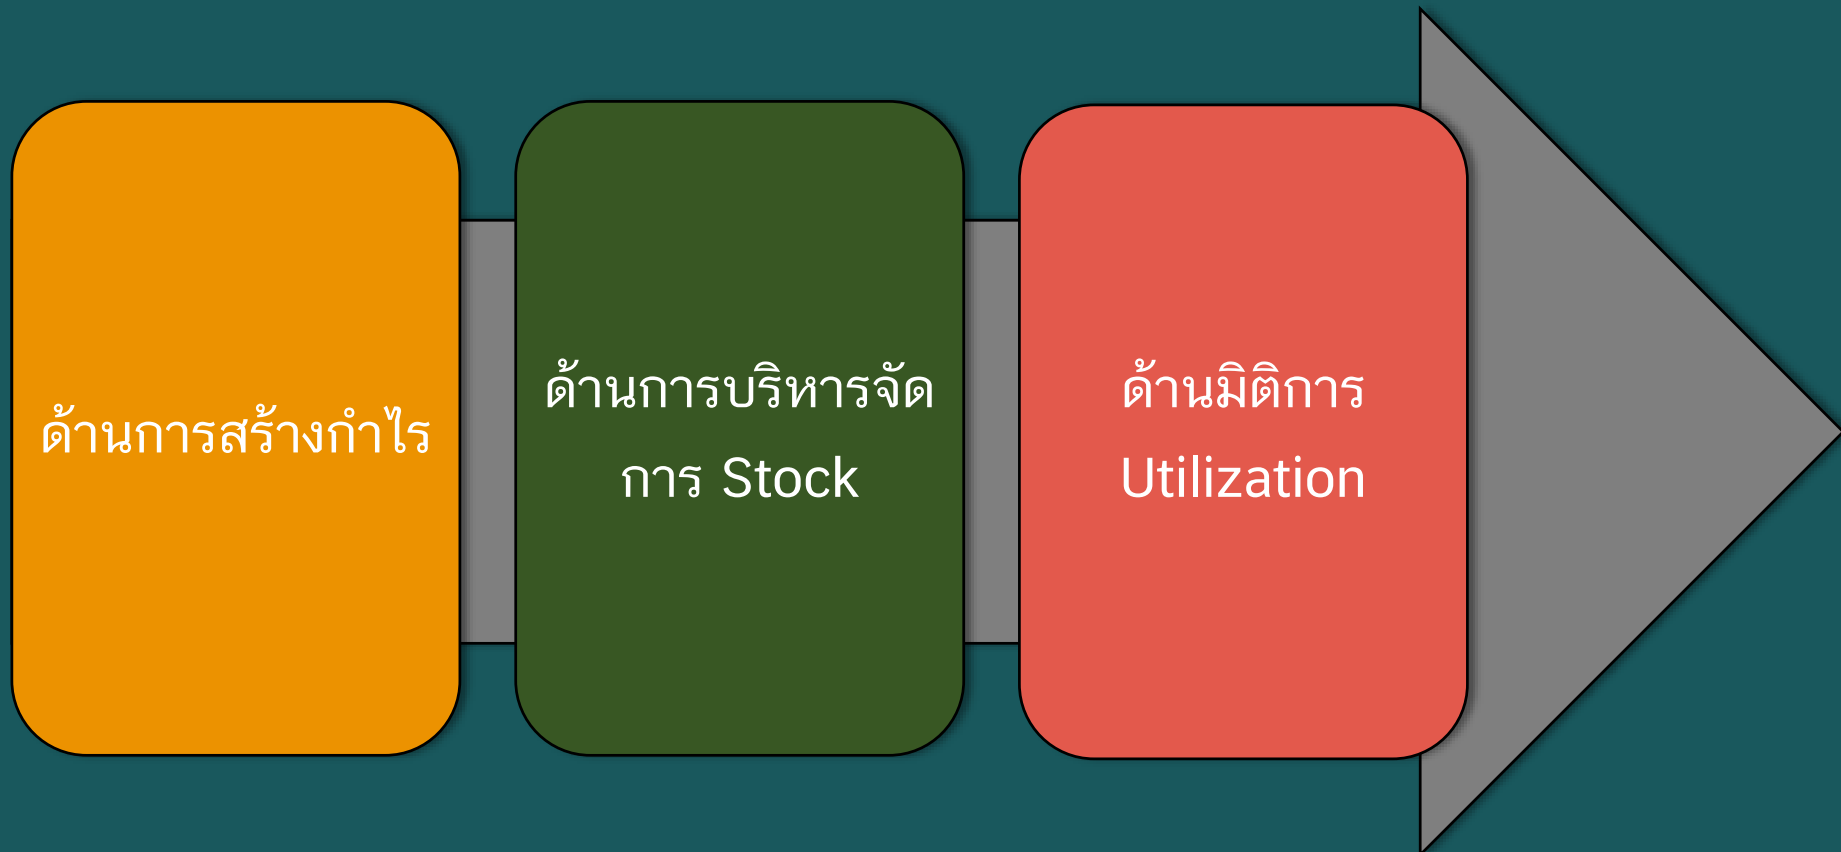 ด้านการสร้างกำไร
ด้านการบริหารจัด
การ Stock
ด้านมิติการ
Utilization